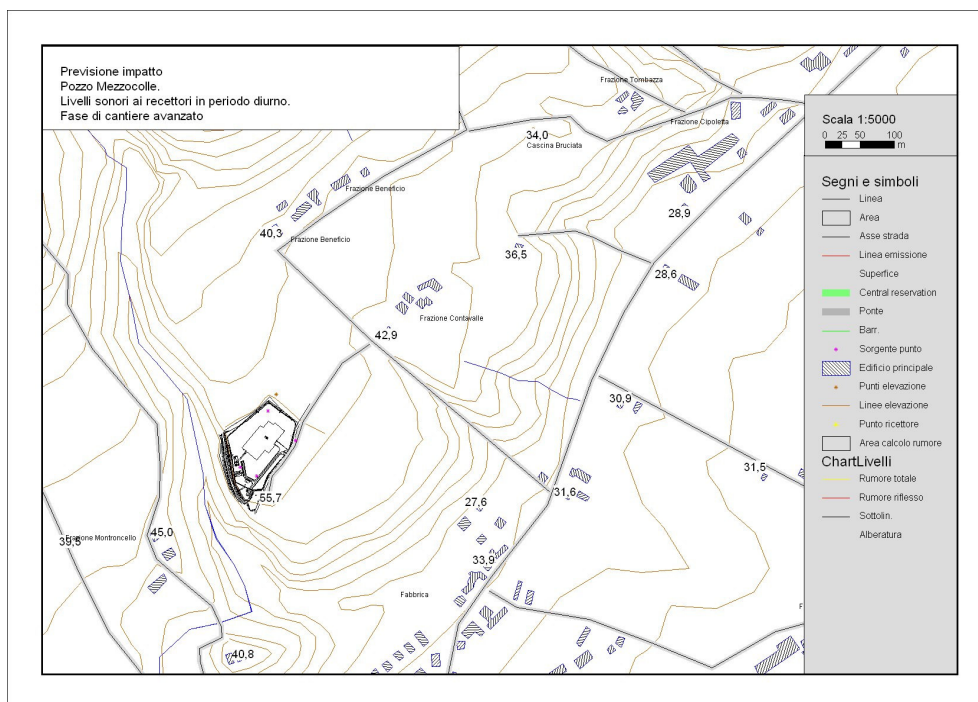 Previsione impatto
Pozzo Mezzocolle.
Livelli sonori ai recettori in periodo diurno.
Fase di cantiere avanzato
Frazione Tombazza
Frazione Cipoletta
34,0
Cascina Bruciata
Frazione Beneficio
28,9
40,3
Frazione Beneficio
36,5
28,6
Frazione Contavalle
42,9
30,9
31,5
55,7
27,6
31,6
45,0
39,5
Frazione Montroncello
33,9
Fabbrica
F
40,8
Scala 1:5000
0 25 50 100
m
Segni e simboli
Linea
Area
Asse strada
Linea emissione
Superfice
Central reservation
Ponte
Barr.
Sorgente punto
Edificio principale
Punti elevazione
Linee elevazione
Punto ricettore
Area calcolo rumore
ChartLivelli
Rumore totale
Rumore riflesso
Sottolin.
Alberatura